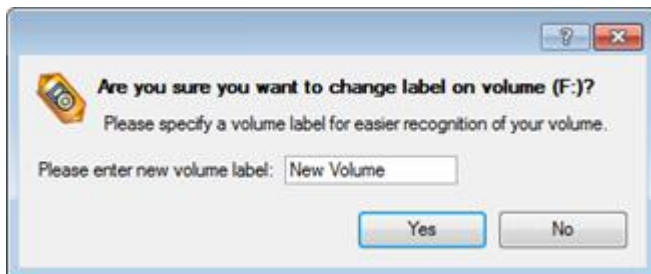 Are you sure you want to change label on volume (F:)?
Please specify a volume label for easier recognition of your volume.
Please enter new volume label: New Volume
Yes No